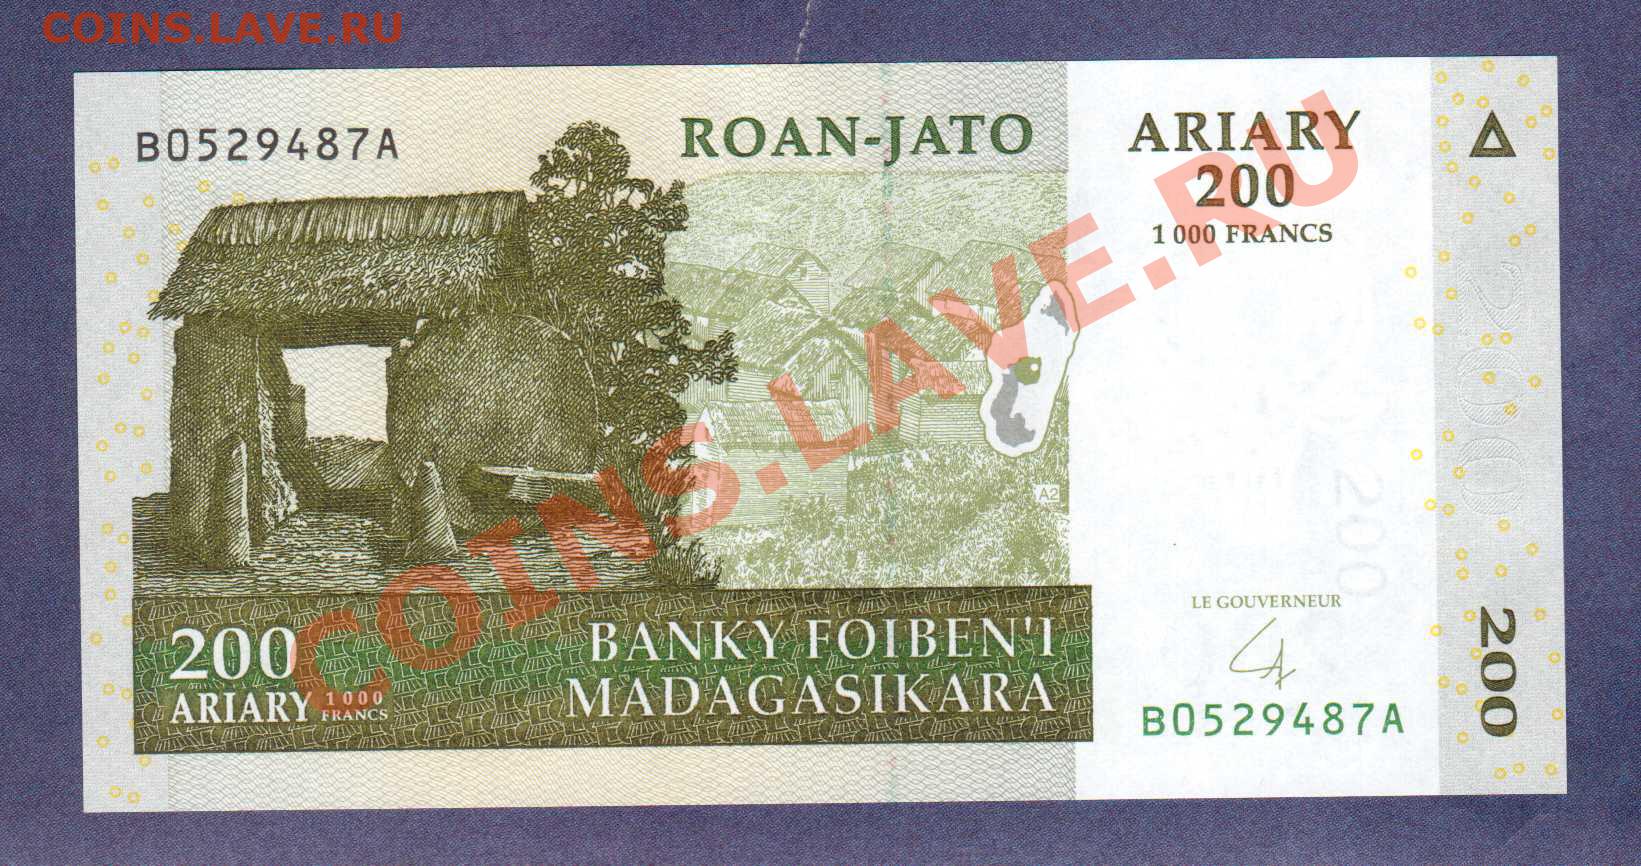 COINS.LAVE.RU
B0529487A
ROAN-JATO
ARIARY
200
1 000 FRANCS
200
A2
200
LE GOUVERNEUR
200
ARIARY
1 000
FRANCS
BANKY FOIBEN'I
MADAGASIKARA
B0529487A
200
COINS.LAVE.RU